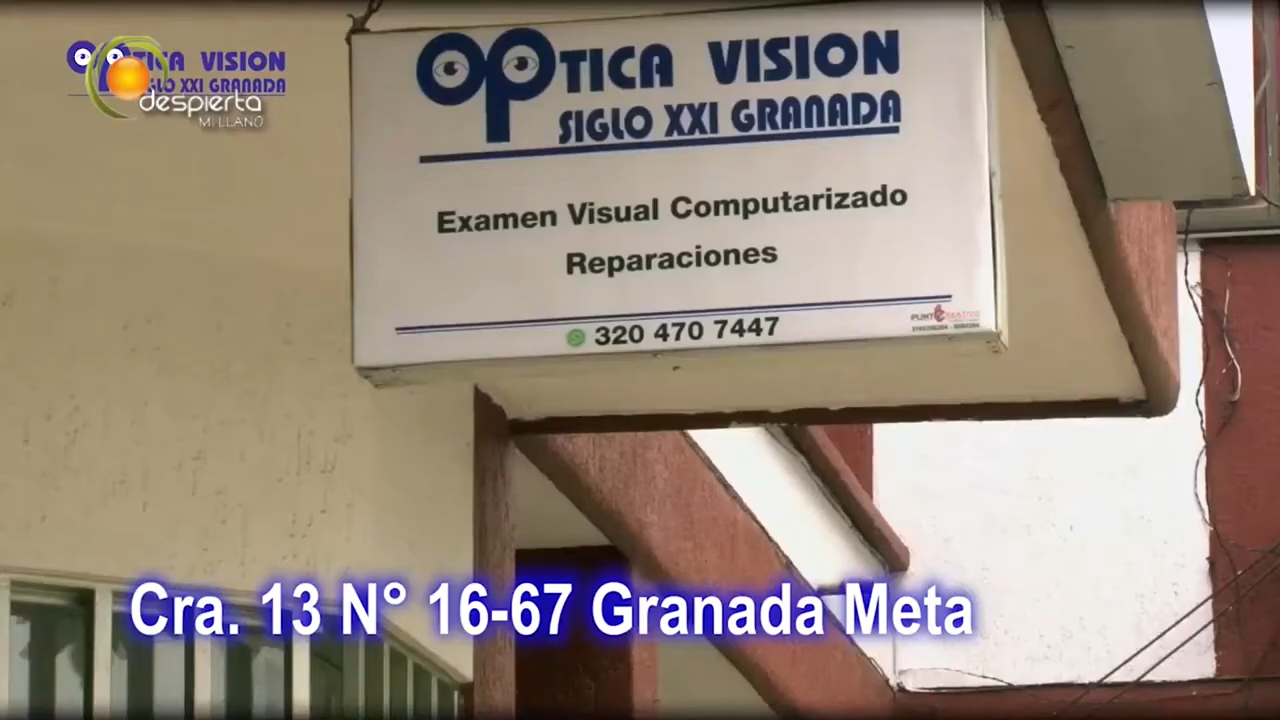 OPTICA VISION
SIGLO XXI GRANADA
despierta
MI LLANO
OPTICA VISION
SIGLO XXI GRANADA
Examen Visual Computarizado
Reparaciones
320 470 7447
Cra. 13 N° 16-67 Granada Meta